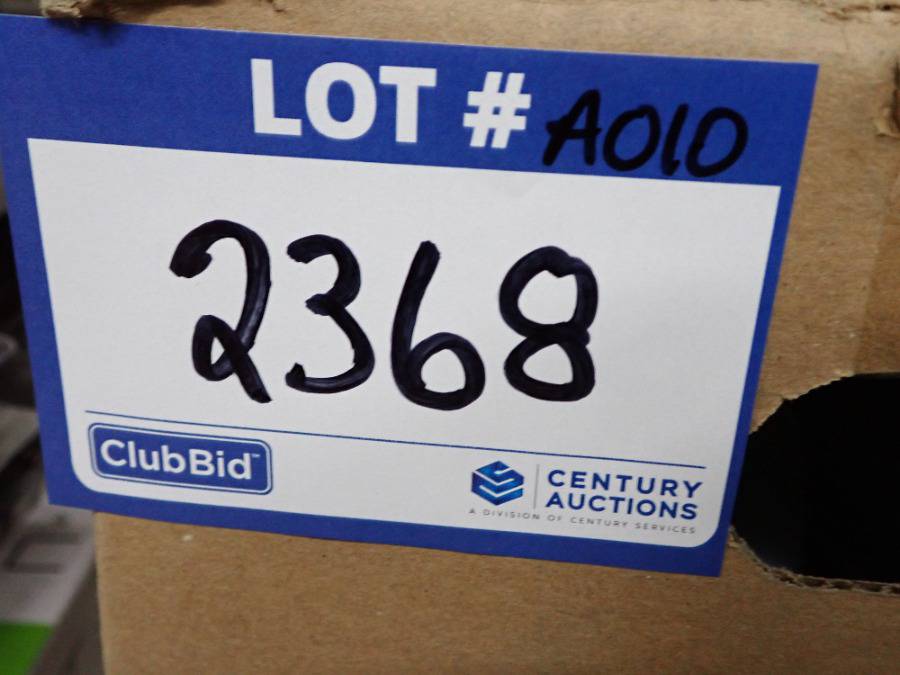 LOT # A010
2368
ClubBid™
CENTURY
AUCTIONS
A DIVISION OF CENTURY SERVICES